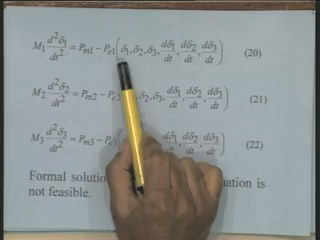 M₁ d²δ₁/dt² = Pₘ₁ − Pₑ₁(δ₁, δ₂, δ₃, dδ₁/dt, dδ₂/dt, dδ₃/dt) (20)
M₂ d²δ₂/dt² = Pₘ₂ − Pₑ₂ δ₂, δ₃, dδ₁/dt, dδ₂/dt, dδ₃/dt) (21)
M₃ d²δ₃/dt² = Pₘ₃ − Pₑ₃ dδ₁/dt, dδ₂/dt, dδ₃/dt) (22)
Formal is
not feasible.